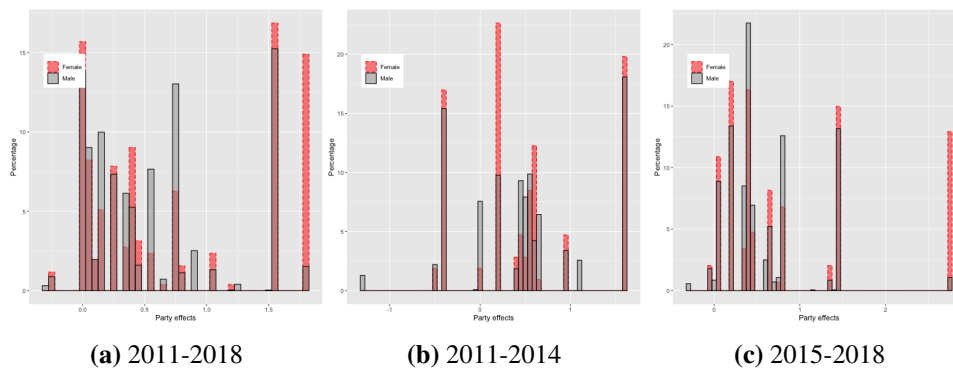 Female
Male
Percentage
15
10
5
0
0.0
0.5
1.0
1.5
Party effects
(a) 2011-2018
Female
Male
Percentage
20
15
10
5
0
-1
0
1
Party effects
(b) 2011-2014
Female
Male
Percentage
20
15
10
5
0
0
1
2
Party effects
(c) 2015-2018